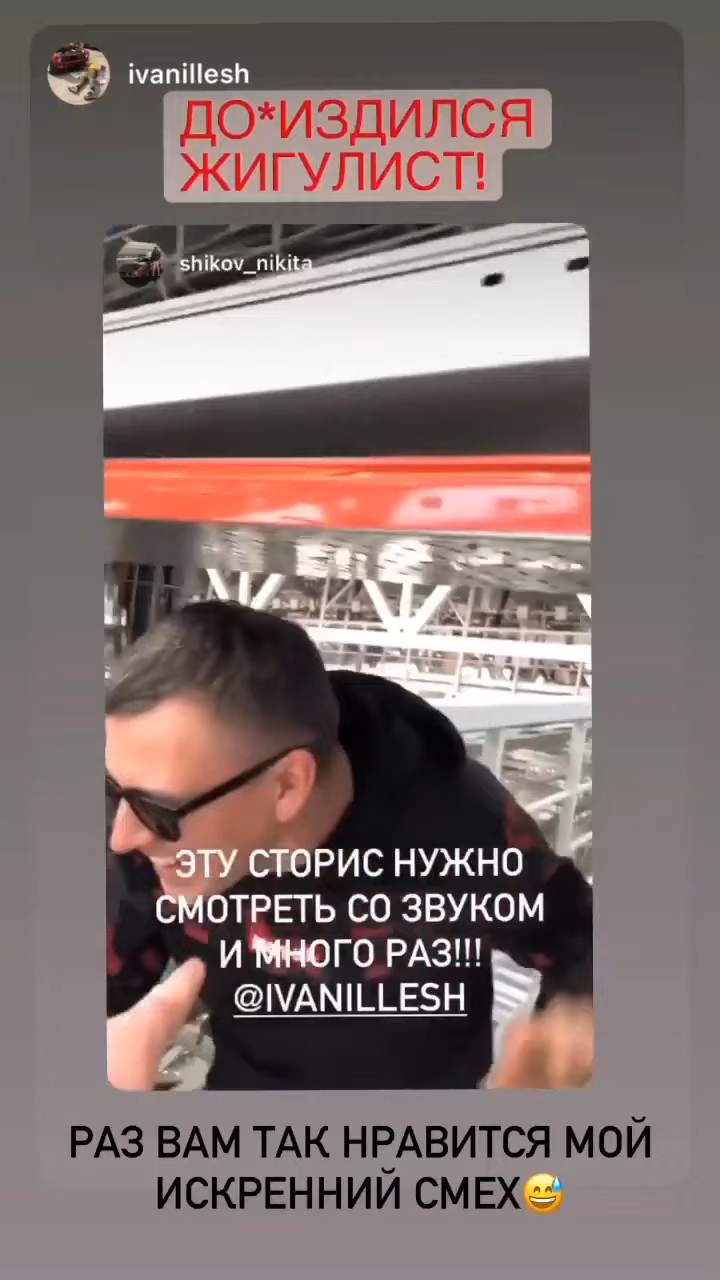 ivanillesh
ДО*ИЗДИЛСЯ
ЖИГУЛИСТ!
shikov_nikita
ЭТУ СТОРИС НУЖНО
СМОТРЕТЬ СО ЗВУКОМ
И МНОГО РАЗ!!!
@IVANILLESH
РАЗ ВАМ ТАК НРАВИТСЯ МОЙ
ИСКРЕННИЙ СМЕХ😅